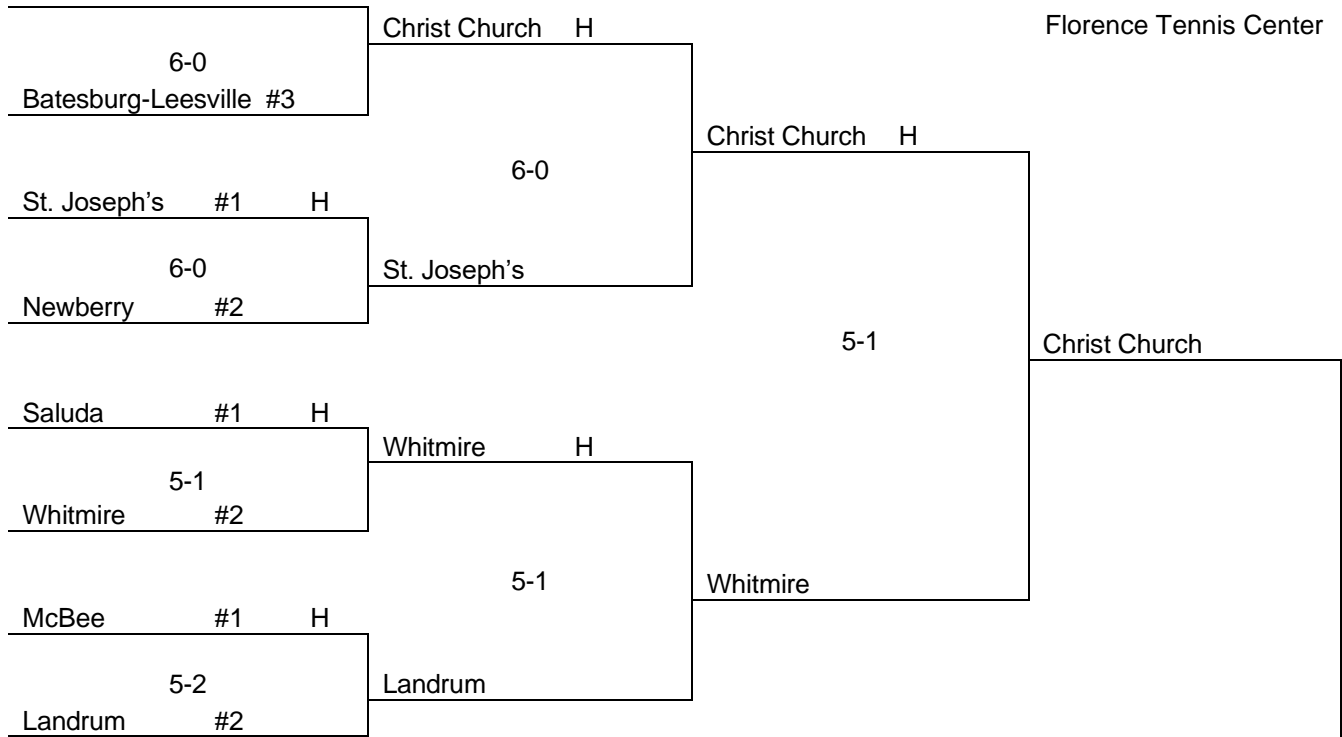 Christ Church H
Florence Tennis Center
6-0
Batesburg-Leesville #3
Christ Church H
6-0
St. Joseph's #1 H
6-0
St. Joseph's
Newberry #2
5-1
Christ Church
Saluda #1 H
Whitmire H
5-1
Whitmire #2
5-1
Whitmire
McBee #1 H
5-2
Landrum
Landrum #2